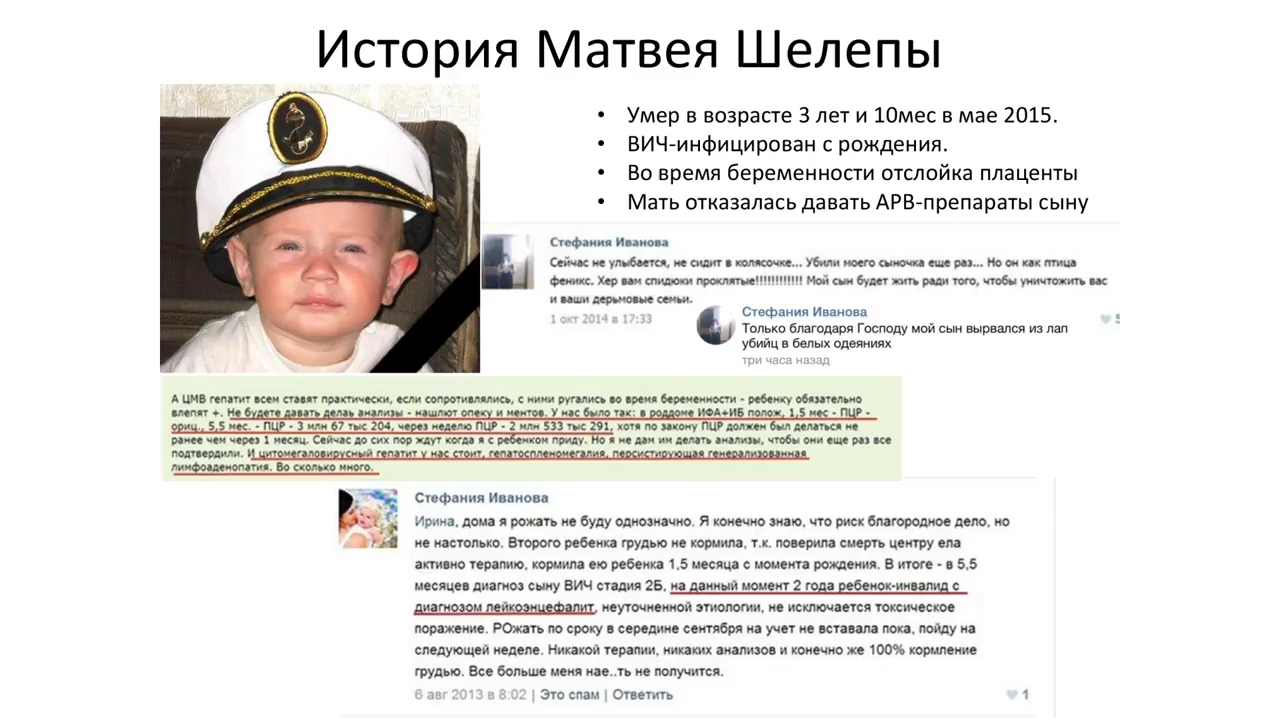 История Матвея Шелепы
• Умер в возрасте 3 лет и 10мес в мае 2015.
• ВИЧ-инфицирован с рождения.
• Во время беременности отслойка плаценты
• Мать отказалась давать АРВ-препараты сыну
Стефания Иванова
Сейчас не улыбается, не сидит в колясочке... Убили моего сыночка еще раз... Но он как птица
феникс. Хер вам спидюки проклятые!!!!!!!!!!!!! Мой сын будет жить ради того, чтобы уничтожить вас
и ваши дерьмовые семьи.
1 окт 2014 в 17:33
Стефания Иванова
Только благодаря Господу мой сын вырвался из лап
убийц в белых одеяниях
три часа назад
5
А ЦМВ гепатит всем ставят практически, если сопротивлялись, с ними ругались во время беременности - ребенку обязательно
влепят +. Не будете давать делаь анализы - нашлют опеку и ментов. У нас было так: в роддоме ИФА+ИБ полож, 1,5 мес - ПЦР -
ориц., 5,5 мес. - ПЦР - 3 млн 67 тыс 204, через неделю ПЦР - 2 млн 533 тыс 291, хотя по закону ПЦР должен был делаться не
ранее чем через 1 месяц. Сейчас до сих пор ждут когда я с ребенком приду. Но я не дам им делать анализы, чтобы они еще раз все
подтвердили. И цитомегаловирусный гепатит у нас стоит, гепатоспленомегалия, персистирующая генерализованная
лимфоаденопатия. Во сколько много.
Стефания Иванова
Ирина, дома я рожать не буду однозначно. Я конечно знаю, что риск благородное дело, но
не настолько. Второго ребенка грудью не кормила, т.к. поверила смерть центру ела
активно терапию, кормила ею ребенка 1,5 месяца с момента рождения. В итоге - в 5,5
месяцев диагноз сыну ВИЧ стадия 2Б, на данный момент 2 года ребенок-инвалид с
диагнозом лейкоэнцефалит, неуточненной этиологии, не исключается токсическое
поражение. РОжать по сроку в середине сентября на учет не вставала пока, пойду на
следующей неделе. Никакой терапии, никаких анализов и конечно же 100% кормление
грудью. Все больше меня нае..ть не получится.
6 авг 2013 в 8:02 | Это спам | Ответить
1